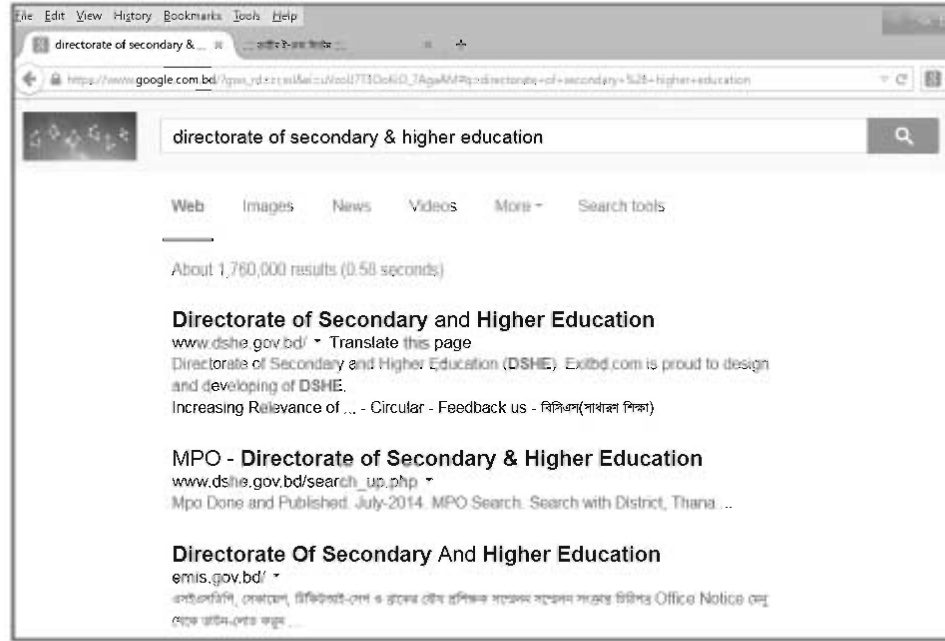 File Edit View History Bookmarks Tools Help
directorate of secondary &...
google.com.bd
directorate of secondary & higher education
Web Images News Videos More Search tools
About 1,760,000 results (0.58 seconds)
Directorate of Secondary and Higher Education
www.dshe.gov.bd/ Translate this page
Directorate of Secondary and Higher Education (DSHE) Exitbd.com is proud to design
and developing of DSHE.
Increasing Relevance of ... - Circular - Feedback us - বিসিএস(সাধারণ শিক্ষা)
MPO - Directorate of Secondary & Higher Education
www.dshe.gov.bd/search_up.php
Mpo Done and Published. July-2014. MPO Search. Search with District, Thana ...
Directorate Of Secondary And Higher Education
emis.gov.bd/
Office Notice